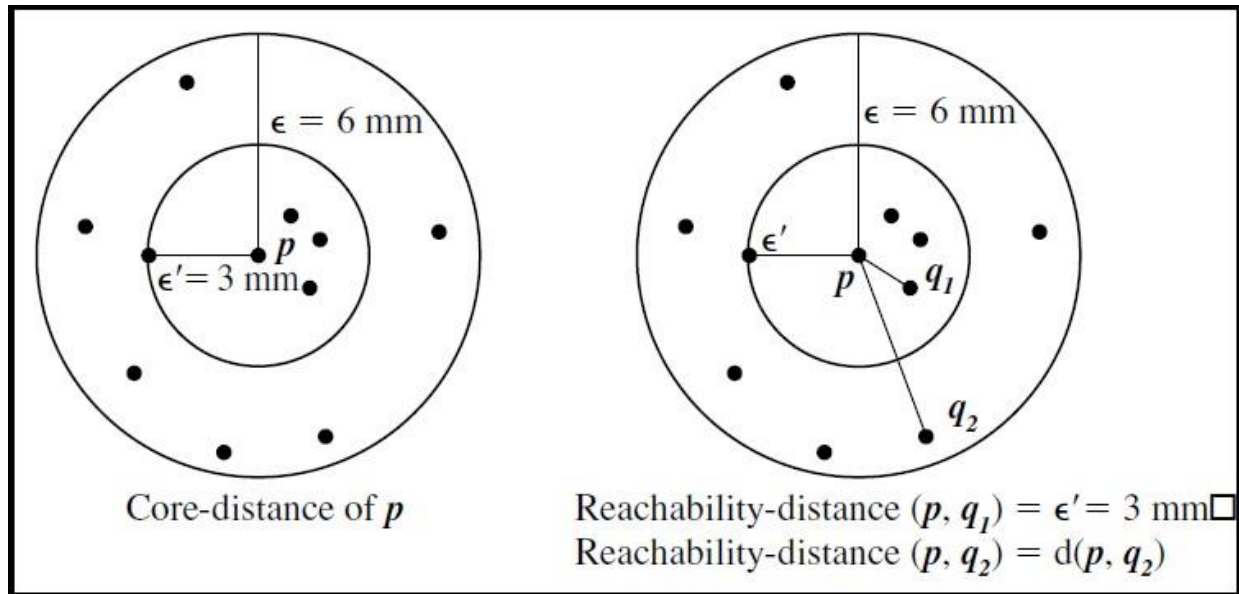 ϵ = 6 mm
p
ϵ′= 3 mm
Core-distance of p
ϵ = 6 mm
ϵ′
p
q₁
q₂
Reachability-distance (p, q₁) = ϵ′= 3 mm□
Reachability-distance (p, q₂) = d(p, q₂)